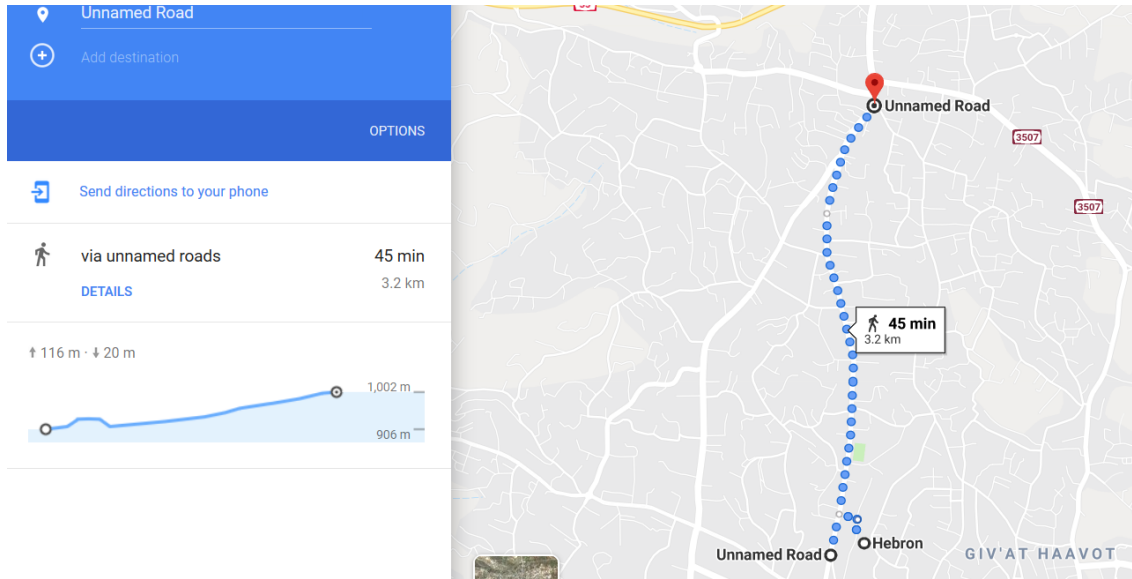 Unnamed Road
Add destination
OPTIONS
Send directions to your phone
via unnamed roads
45 min
3.2 km
DETAILS
116 m · 20 m
1,002 m
906 m
Unnamed Road
3507
3507
45 min
3.2 km
Unnamed Road
Hebron
GIV'AT HAAVOT